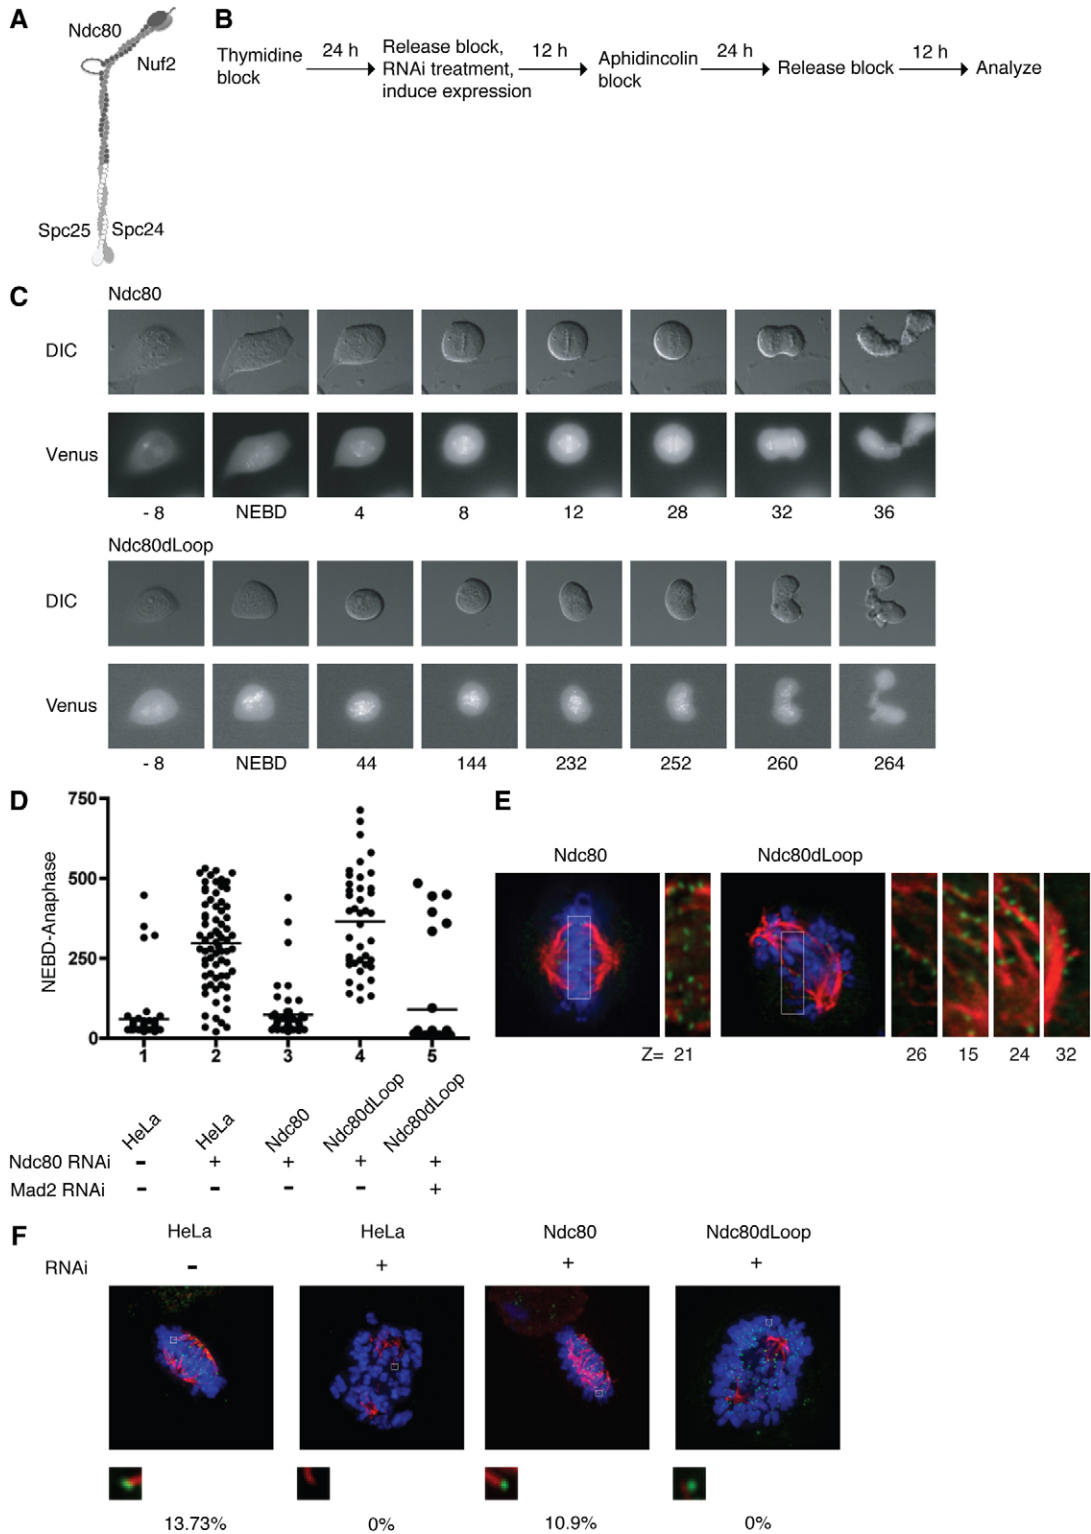 A
Ndc80
Nuf2
Spc25
Spc24
B
Thymidine block
24 h
Release block, RNAi treatment, induce expression
12 h
Aphidincolin block
24 h
Release block
12 h
Analyze
C
Ndc80
DIC
Venus
- 8 NEBD 4 8 12 28 32 36
Ndc80dLoop
DIC
Venus
- 8 NEBD 44 144 232 252 260 264
D
NEBD-Anaphase
750
500
250
0
1 2 3 4 5
HeLa HeLa Ndc80 Ndc80dLoop Ndc80dLoop
Ndc80 RNAi - + + + +
Mad2 RNAi - - - - +
E
Ndc80 Ndc80dLoop
Z= 21 26 15 24 32
F
HeLa HeLa Ndc80 Ndc80dLoop
RNAi - + + +
13.73% 0% 10.9% 0%